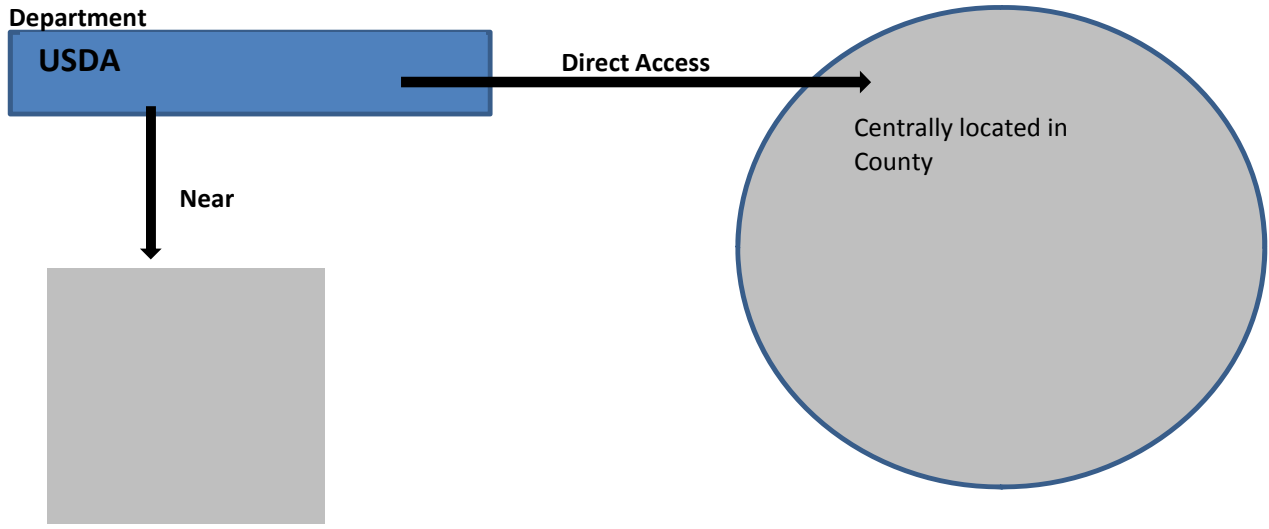 Department
USDA
Direct Access
Centrally located in
County
Near